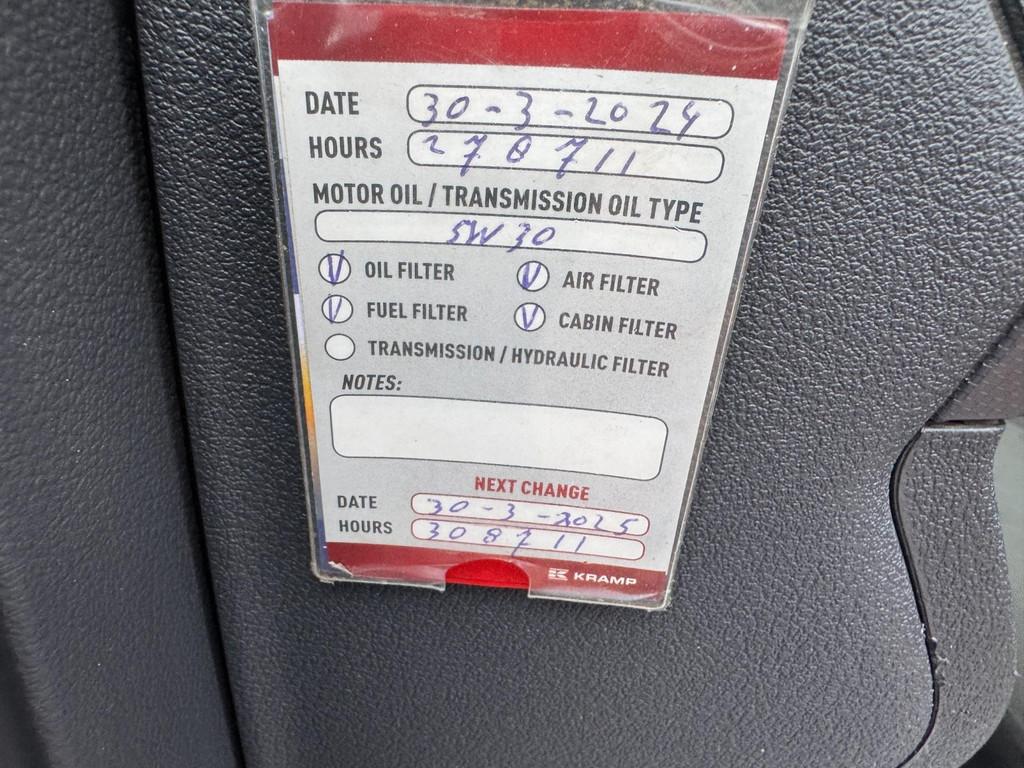 DATE 30-3-2024
HOURS 278711
MOTOR OIL / TRANSMISSION OIL TYPE
5W30
V OIL FILTER V AIR FILTER
V FUEL FILTER V CABIN FILTER
TRANSMISSION / HYDRAULIC FILTER
NOTES:
NEXT CHANGE
DATE 30-3-2025
HOURS 308711
KRAMP